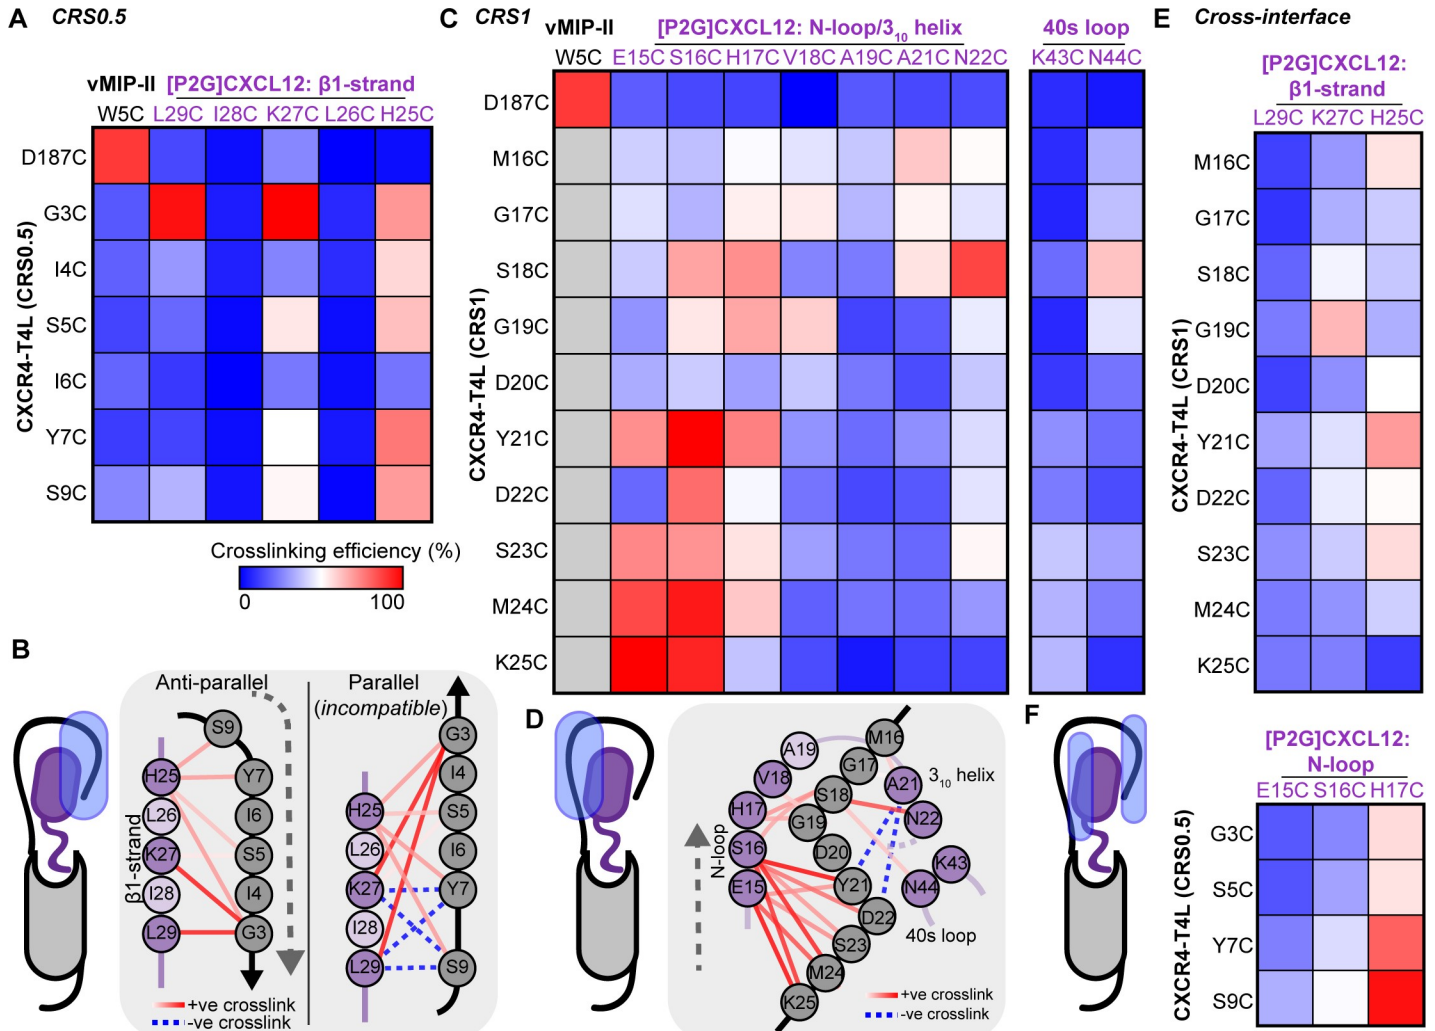 A CRS0.5
vMIP-II [P2G]CXCL12: β1-strand
W5C L29C I28C K27C L26C H25C
CXCR4-T4L (CRS0.5)
D187C
G3C
I4C
S5C
I6C
Y7C
S9C
Crosslinking efficiency (%)
0 100
B
Anti-parallel
Parallel
(incompatible)
β1-strand
H25
L26
K27
I28
L29
S9
Y7
I6
S5
I4
G3
H25
L26
K27
I28
L29
G3
I4
S5
I6
Y7
S9
+ve crosslink
-ve crosslink
C CRS1
vMIP-II [P2G]CXCL12: N-loop/3₁₀ helix 40s loop
W5C E15C S16C H17C V18C A19C A21C N22C K43C N44C
CXCR4-T4L (CRS1)
D187C
M16C
G17C
S18C
G19C
D20C
Y21C
D22C
S23C
M24C
K25C
D
N-loop
3₁₀ helix
40s loop
A19
V18
H17
S16
E15
M16
G17
S18
G19
D20
Y21
D22
S23
M24
K25
A21
N22
K43
N44
+ve crosslink
-ve crosslink
E Cross-interface
[P2G]CXCL12:
β1-strand
L29C K27C H25C
CXCR4-T4L (CRS1)
M16C
G17C
S18C
G19C
D20C
Y21C
D22C
S23C
M24C
K25C
F
[P2G]CXCL12:
N-loop
E15C S16C H17C
CXCR4-T4L (CRS0.5)
G3C
S5C
Y7C
S9C